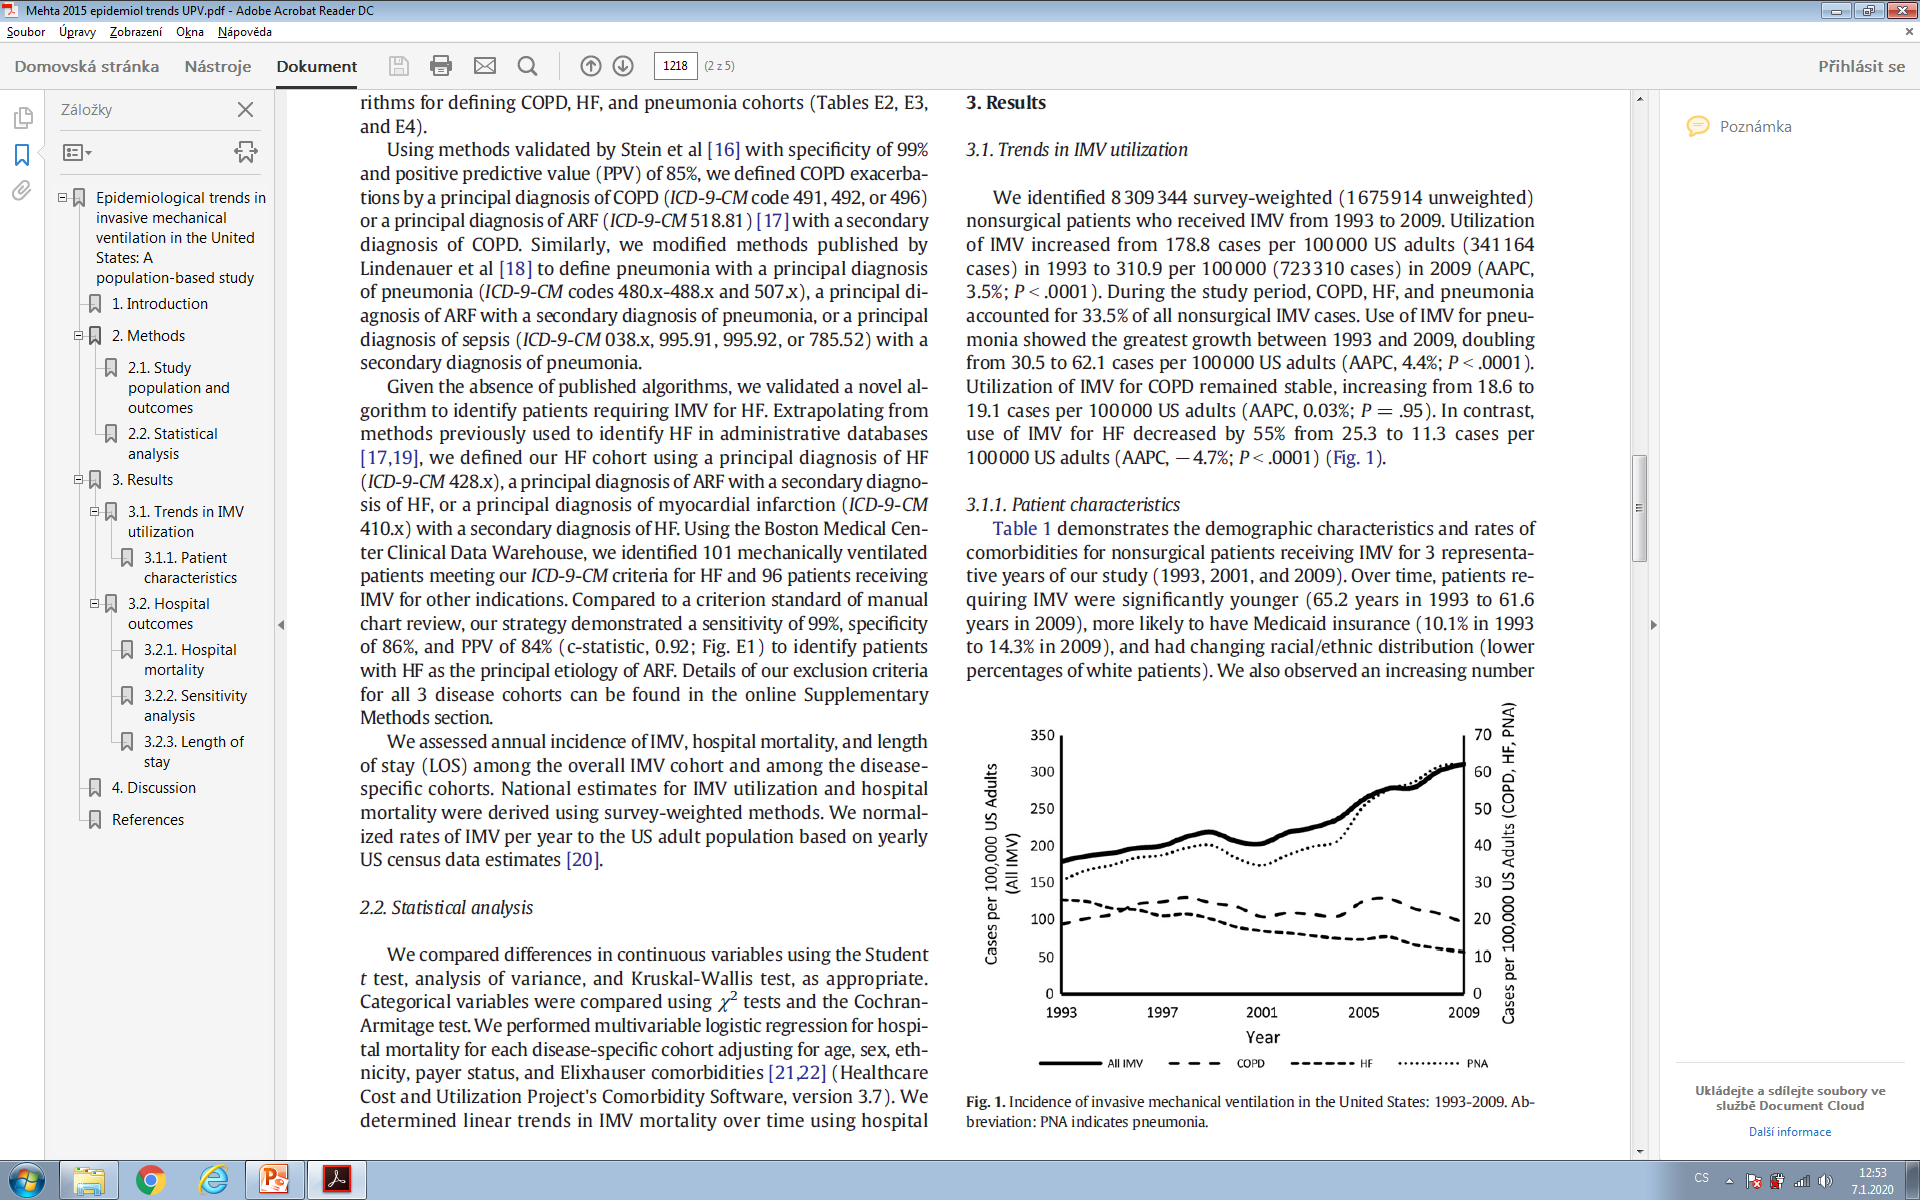 Mehta 2015 epidemiol trends UPV.pdf - Adobe Acrobat Reader DC
Soubor Úpravy Zobrazení Okna Nápověda
Domovská stránka Nástroje Dokument 1218 (2 z 5) Přihlásit se
Záložky
Epidemiological trends in
invasive mechanical
ventilation in the United
States: A
population-based study
1. Introduction
2. Methods
2.1. Study
population and
outcomes
2.2. Statistical
analysis
3. Results
3.1. Trends in IMV
utilization
3.1.1. Patient
characteristics
3.2. Hospital
outcomes
3.2.1. Hospital
mortality
3.2.2. Sensitivity
analysis
3.2.3. Length of
stay
4. Discussion
References
rithms for defining COPD, HF, and pneumonia cohorts (Tables E2, E3,
and E4).
Using methods validated by Stein et al [16] with specificity of 99%
and positive predictive value (PPV) of 85%, we defined COPD exacerba-
tions by a principal diagnosis of COPD (ICD-9-CM code 491, 492, or 496)
or a principal diagnosis of ARF (ICD-9-CM 518.81) [17] with a secondary
diagnosis of COPD. Similarly, we modified methods published by
Lindenauer et al [18] to define pneumonia with a principal diagnosis
of pneumonia (ICD-9-CM codes 480.x-488.x and 507.x), a principal di-
agnosis of ARF with a secondary diagnosis of pneumonia, or a principal
diagnosis of sepsis (ICD-9-CM 038.x, 995.91, 995.92, or 785.52) with a
secondary diagnosis of pneumonia.
Given the absence of published algorithms, we validated a novel al-
gorithm to identify patients requiring IMV for HF. Extrapolating from
methods previously used to identify HF in administrative databases
[17,19], we defined our HF cohort using a principal diagnosis of HF
(ICD-9-CM 428.x), a principal diagnosis of ARF with a secondary diagno-
sis of HF, or a principal diagnosis of myocardial infarction (ICD-9-CM
410.x) with a secondary diagnosis of HF. Using the Boston Medical Cen-
ter Clinical Data Warehouse, we identified 101 mechanically ventilated
patients meeting our ICD-9-CM criteria for HF and 96 patients receiving
IMV for other indications. Compared to a criterion standard of manual
chart review, our strategy demonstrated a sensitivity of 99%, specificity
of 86%, and PPV of 84% (c-statistic, 0.92; Fig. E1) to identify patients
with HF as the principal etiology of ARF. Details of our exclusion criteria
for all 3 disease cohorts can be found in the online Supplementary
Methods section.
We assessed annual incidence of IMV, hospital mortality, and length
of stay (LOS) among the overall IMV cohort and among the disease-
specific cohorts. National estimates for IMV utilization and hospital
mortality were derived using survey-weighted methods. We normal-
ized rates of IMV per year to the US adult population based on yearly
US census data estimates [20].
2.2. Statistical analysis
We compared differences in continuous variables using the Student
t test, analysis of variance, and Kruskal-Wallis test, as appropriate.
Categorical variables were compared using χ2 tests and the Cochran-
Armitage test. We performed multivariable logistic regression for hospi-
tal mortality for each disease-specific cohort adjusting for age, sex, eth-
nicity, payer status, and Elixhauser comorbidities [21,22] (Healthcare
Cost and Utilization Project's Comorbidity Software, version 3.7). We
determined linear trends in IMV mortality over time using hospital
3. Results
3.1. Trends in IMV utilization
We identified 8 309 344 survey-weighted (1 675 914 unweighted)
nonsurgical patients who received IMV from 1993 to 2009. Utilization
of IMV increased from 178.8 cases per 100 000 US adults (341 164
cases) in 1993 to 310.9 per 100 000 (723 310 cases) in 2009 (AAPC,
3.5%; P < .0001). During the study period, COPD, HF, and pneumonia
accounted for 33.5% of all nonsurgical IMV cases. Use of IMV for pneu-
monia showed the greatest growth between 1993 and 2009, doubling
from 30.5 to 62.1 cases per 100 000 US adults (AAPC, 4.4%; P < .0001).
Utilization of IMV for COPD remained stable, increasing from 18.6 to
19.1 cases per 100 000 US adults (AAPC, 0.03%; P = .95). In contrast,
use of IMV for HF decreased by 55% from 25.3 to 11.3 cases per
100 000 US adults (AAPC, −4.7%; P < .0001) (Fig. 1).
3.1.1. Patient characteristics
Table 1 demonstrates the demographic characteristics and rates of
comorbidities for nonsurgical patients receiving IMV for 3 representa-
tive years of our study (1993, 2001, and 2009). Over time, patients re-
quiring IMV were significantly younger (65.2 years in 1993 to 61.6
years in 2009), more likely to have Medicaid insurance (10.1% in 1993
to 14.3% in 2009), and had changing racial/ethnic distribution (lower
percentages of white patients). We also observed an increasing number
Cases per 100,000 US Adults
(All IMV)
350
300
250
200
150
100
50
0
70
60
50
40
30
20
10
0
Cases per 100,000 US Adults (COPD, HF, PNA)
1993 1997 2001 2005 2009
Year
All IMV COPD HF PNA
Fig. 1. Incidence of invasive mechanical ventilation in the United States: 1993-2009. Ab-
breviation: PNA indicates pneumonia.
Poznámka
Ukládejte a sdílejte soubory ve
službě Document Cloud
Další informace
CS
12:53
7.1.2020